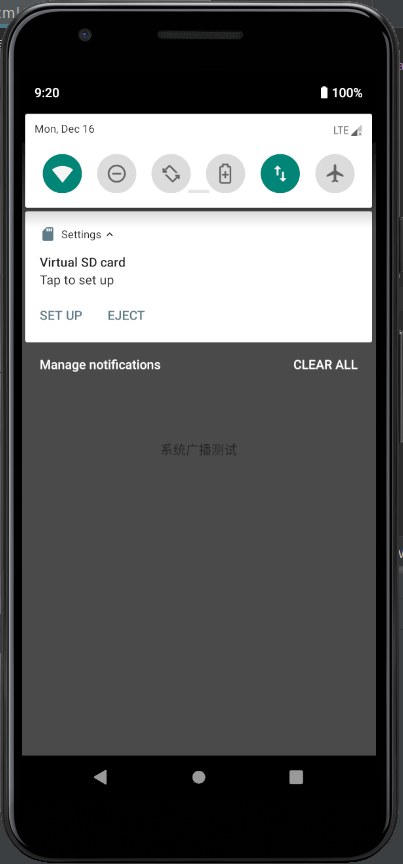 tml
9:20
100%
Mon, Dec 16
LTE
Settings
Virtual SD card
Tap to set up
SET UP
EJECT
Manage notifications
CLEAR ALL
系统广播测试